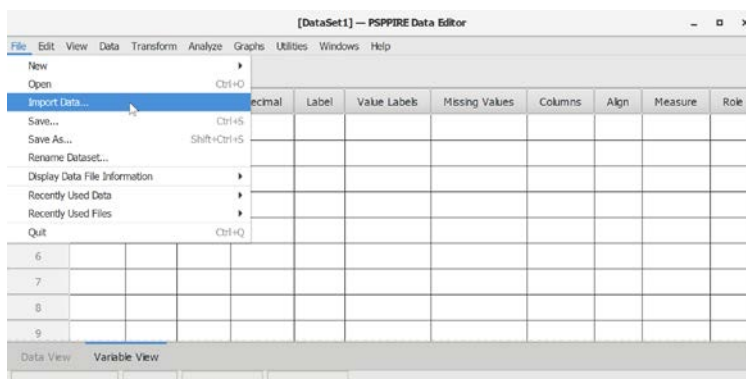 [DataSet1] — PSPPIRE Data Editor
File Edit View Data Transform Analyze Graphs Utilities Windows Help
New
Open Ctrl+O
Import Data...
Save... Ctrl+S
Save As... Shift+Ctrl+S
Rename Dataset...
Display Data File Information
Recently Used Data
Recently Used Files
Quit Ctrl+Q
ecimal Label Value Labels Missing Values Columns Align Measure Role
6
7
8
9
Data View Variable View